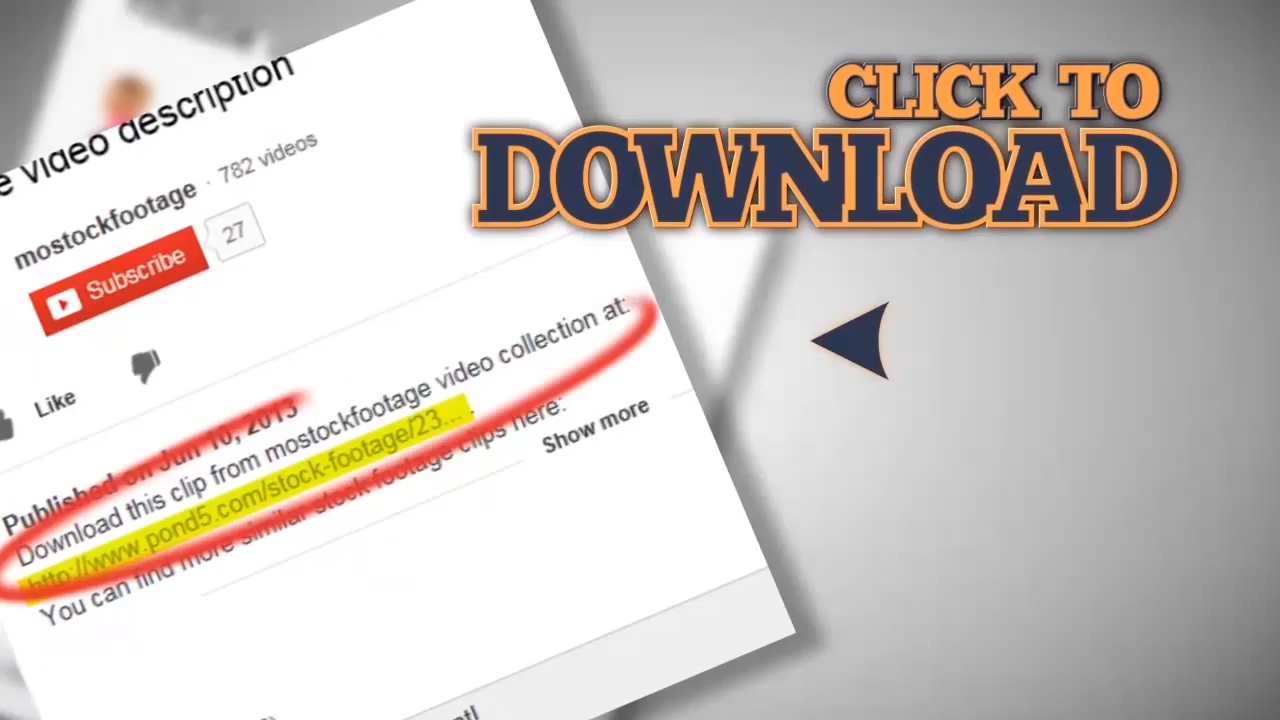 e video description
mostockfootage · 782 videos
Subscribe 27
Like
Published on Jun 10, 2013
Download this clip from mostockfootage video collection at:
http://www.pond5.com/stock-footage/23...
You can find more similar stock footage clips here:
Show more
CLICK TO
DOWNLOAD